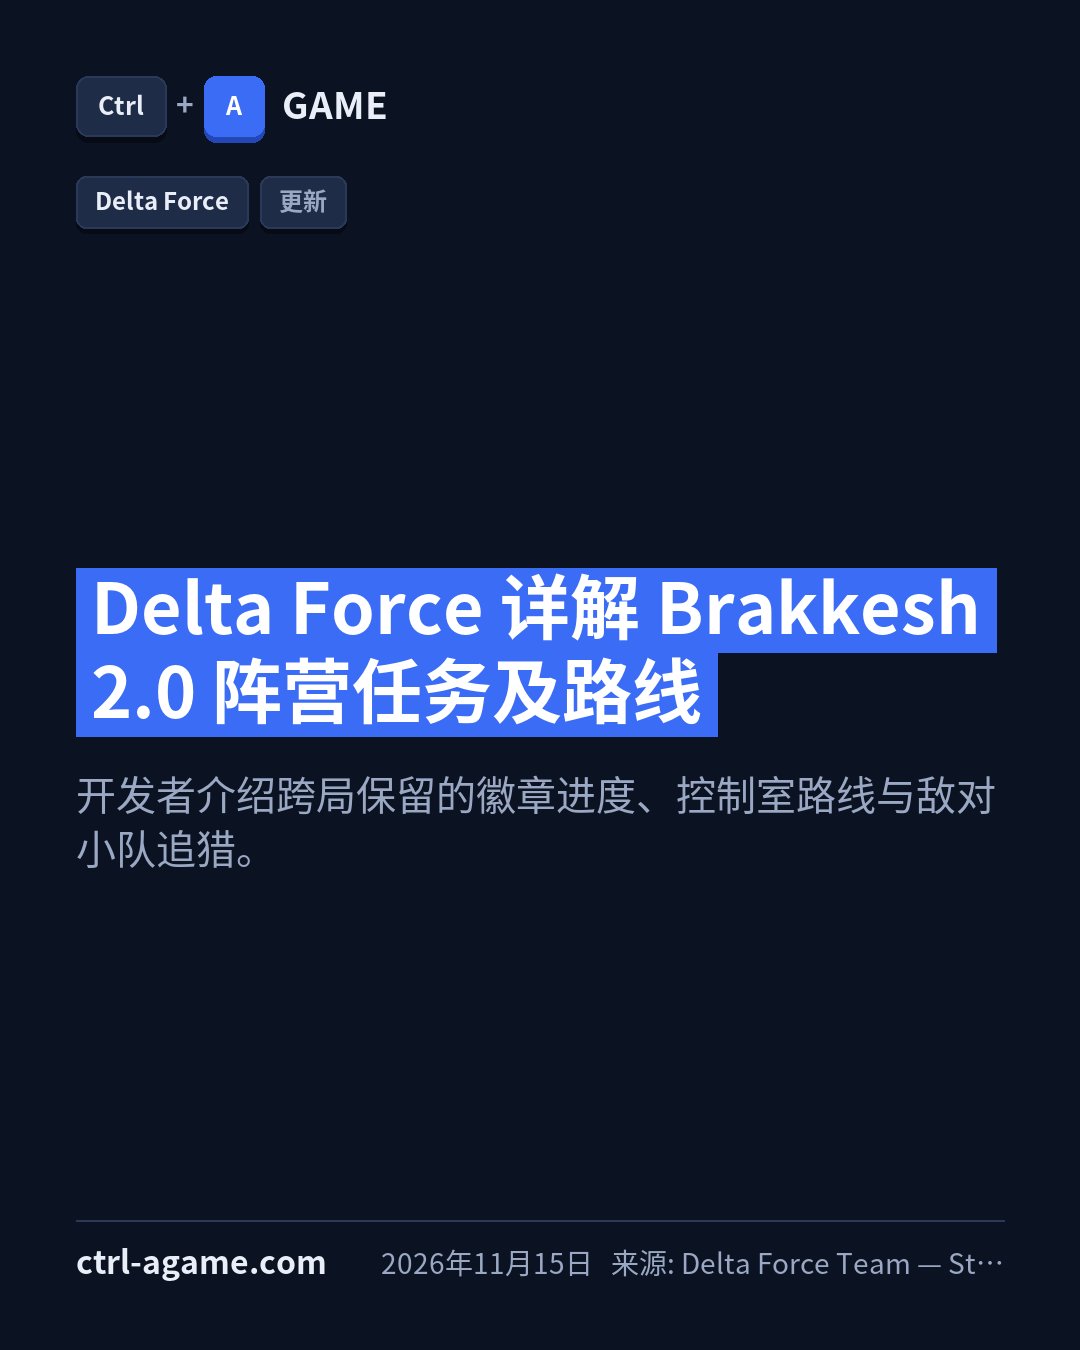 Ctrl + A GAME
Delta Force 更新
Delta Force 详解 Brakkesh
2.0 阵营任务及路线
开发者介绍跨局保留的徽章进度、控制室路线与敌对
小队追猎。
ctrl-agame.com 2026年11月15日 来源: Delta Force Team — St…